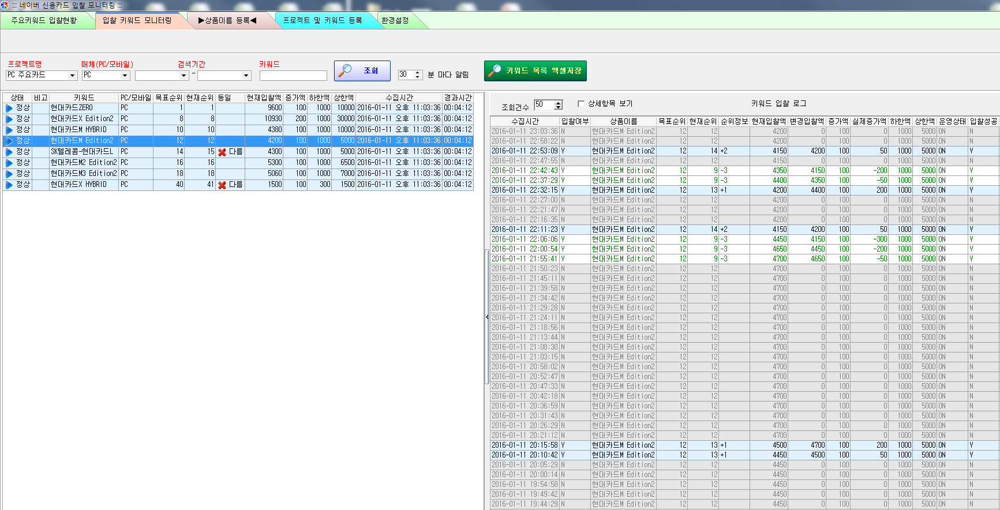 ::: 네이버 신용카드 입찰 모니터링 :::
주요키워드 입찰현황 입찰 키워드 모니터링 ▶상품이름 등록◀ 프로젝트 및 키워드 등록 환경설정
프로젝트명 매체(PC/모바일) 검색기간 키워드
PC 주요카드 PC ~ 조회 30 분 마다 알림 키워드 목록 엑셀저장
상태 비고 키워드 PC/모바일 목표순위 현재순위 동일 현재입찰액 증가액 하한액 상한액 수집시간 경과시간
정상 현대카드ZERO PC 1 1 9600 100 1000 10000 2016-01-11 오후 11:03:36 00:04:12
정상 현대카드X Edition2 PC 8 8 10930 200 1000 30000 2016-01-11 오후 11:03:36 00:04:12
정상 현대카드M HYBRID PC 10 10 4380 100 1000 10000 2016-01-11 오후 11:03:36 00:04:12
정상 현대카드M Edition2 PC 12 12 4200 100 1000 5000 2016-01-11 오후 11:03:36 00:04:12
정상 SK텔레콤-현대카드L PC 14 15 다름 4300 100 1000 5000 2016-01-11 오후 11:03:36 00:04:12
정상 현대카드M2 Edition2 PC 16 16 5300 100 1000 6500 2016-01-11 오후 11:03:36 00:04:12
정상 현대카드M3 Edition2 PC 18 18 5060 100 1000 7000 2016-01-11 오후 11:03:36 00:04:12
정상 현대카드X HYBRID PC 40 41 다름 1500 100 300 1500 2016-01-11 오후 11:03:36 00:04:12
조회건수 50 상세항목 보기 키워드 입찰 로그
수집시간 입찰여부 상품이름 목표순위 현재순위 순위정보 현재입찰액 변경입찰액 증가액 실제증가액 하한액 상한액 운영상태 입찰성공
2016-01-11 23:03:36 N 현대카드M Edition2 12 12 4200 0 100 0 1000 5000 ON N
2016-01-11 22:58:22 N 현대카드M Edition2 12 12 4200 0 100 0 1000 5000 ON N
2016-01-11 22:53:09 Y 현대카드M Edition2 12 14 +2 4150 4200 100 50 1000 5000 ON Y
2016-01-11 22:47:55 N 현대카드M Edition2 12 12 4150 0 100 0 1000 5000 ON N
2016-01-11 22:42:43 Y 현대카드M Edition2 12 9 -3 4350 4150 100 -200 1000 5000 ON Y
2016-01-11 22:37:29 Y 현대카드M Edition2 12 9 -3 4400 4350 100 -50 1000 5000 ON Y
2016-01-11 22:32:15 Y 현대카드M Edition2 12 13 +1 4200 4400 100 200 1000 5000 ON Y
2016-01-11 22:27:00 N 현대카드M Edition2 12 12 4200 0 100 0 1000 5000 ON N
2016-01-11 22:21:47 N 현대카드M Edition2 12 12 4200 0 100 0 1000 5000 ON N
2016-01-11 22:16:35 N 현대카드M Edition2 12 12 4200 0 100 0 1000 5000 ON N
2016-01-11 22:11:23 Y 현대카드M Edition2 12 14 +2 4150 4200 100 50 1000 5000 ON Y
2016-01-11 22:06:06 Y 현대카드M Edition2 12 9 -3 4450 4150 100 -300 1000 5000 ON Y
2016-01-11 22:00:54 Y 현대카드M Edition2 12 9 -3 4650 4450 100 -200 1000 5000 ON Y
2016-01-11 21:55:41 Y 현대카드M Edition2 12 9 -3 4700 4650 100 -50 1000 5000 ON Y
2016-01-11 21:50:23 N 현대카드M Edition2 12 12 4700 0 100 0 1000 5000 ON N
2016-01-11 21:45:11 N 현대카드M Edition2 12 12 4700 0 100 0 1000 5000 ON N
2016-01-11 21:39:58 N 현대카드M Edition2 12 12 4700 0 100 0 1000 5000 ON N
2016-01-11 21:34:42 N 현대카드M Edition2 12 12 4700 0 100 0 1000 5000 ON N
2016-01-11 21:29:28 N 현대카드M Edition2 12 12 4700 0 100 0 1000 5000 ON N
2016-01-11 21:24:11 N 현대카드M Edition2 12 12 4700 0 100 0 1000 5000 ON N
2016-01-11 21:18:56 N 현대카드M Edition2 12 12 4700 0 100 0 1000 5000 ON N
2016-01-11 21:13:44 N 현대카드M Edition2 12 12 4700 0 100 0 1000 5000 ON N
2016-01-11 21:08:30 N 현대카드M Edition2 12 12 4700 0 100 0 1000 5000 ON N
2016-01-11 21:03:15 N 현대카드M Edition2 12 12 4700 0 100 0 1000 5000 ON N
2016-01-11 20:58:02 N 현대카드M Edition2 12 12 4700 0 100 0 1000 5000 ON N
2016-01-11 20:52:47 N 현대카드M Edition2 12 12 4700 0 100 0 1000 5000 ON N
2016-01-11 20:47:33 N 현대카드M Edition2 12 12 4700 0 100 0 1000 5000 ON N
2016-01-11 20:42:18 N 현대카드M Edition2 12 12 4700 0 100 0 1000 5000 ON N
2016-01-11 20:36:59 N 현대카드M Edition2 12 12 4700 0 100 0 1000 5000 ON N
2016-01-11 20:31:43 N 현대카드M Edition2 12 12 4700 0 100 0 1000 5000 ON N
2016-01-11 20:26:29 N 현대카드M Edition2 12 12 4700 0 100 0 1000 5000 ON N
2016-01-11 20:21:12 N 현대카드M Edition2 12 12 4700 0 100 0 1000 5000 ON N
2016-01-11 20:15:58 Y 현대카드M Edition2 12 13 +1 4500 4700 100 200 1000 5000 ON Y
2016-01-11 20:10:42 Y 현대카드M Edition2 12 13 +1 4450 4500 100 50 1000 5000 ON Y
2016-01-11 20:05:29 N 현대카드M Edition2 12 12 4450 0 100 0 1000 5000 ON N
2016-01-11 20:00:14 N 현대카드M Edition2 12 12 4450 0 100 0 1000 5000 ON N
2016-01-11 19:54:58 N 현대카드M Edition2 12 12 4450 0 100 0 1000 5000 ON N
2016-01-11 19:49:42 N 현대카드M Edition2 12 12 4450 0 100 0 1000 5000 ON N
2016-01-11 19:44:29 N 현대카드M Edition2 12 12 4450 0 100 0 1000 5000 ON N